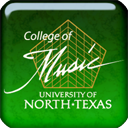 College of
Music
UNIVERSITY OF
NORTH•TEXAS